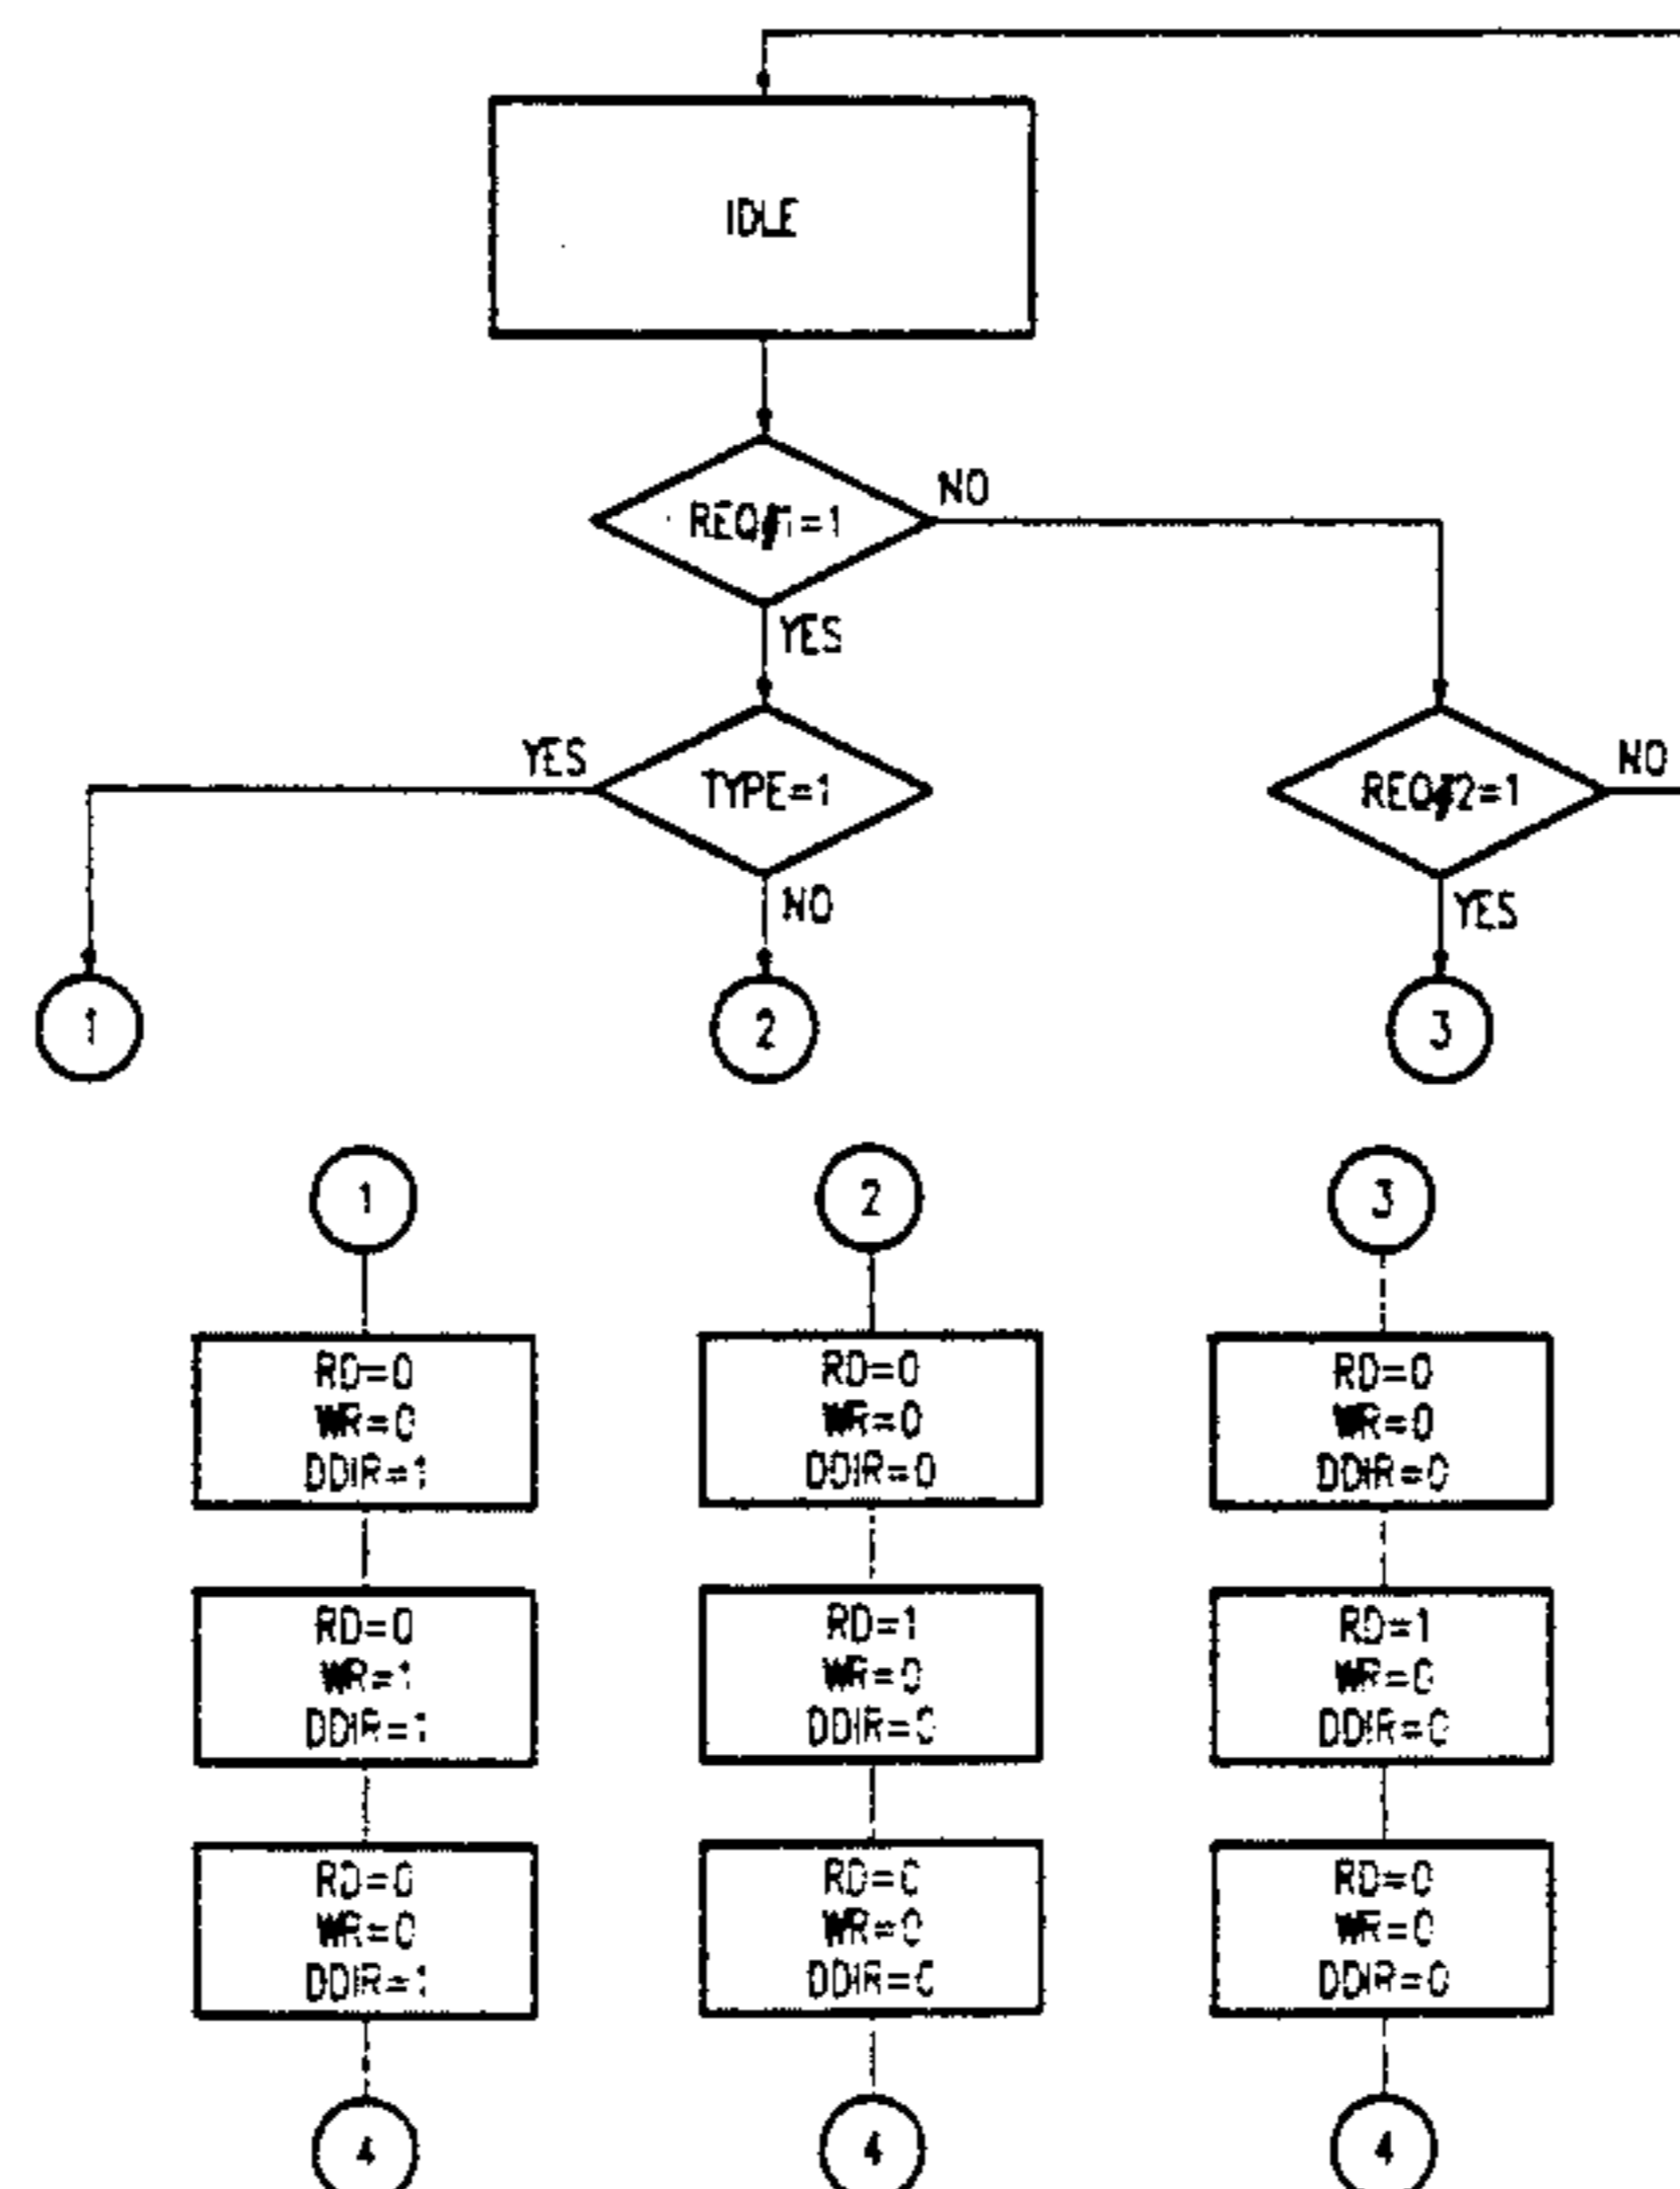 IDLE
REQ#1=1
NO
YES
YES
TYPE=1
NO
REQ#2=1
NO
YES
1
2
3
1
2
3
RD=0
WR=0
DDIR=1
RD=0
WR=0
DDIR=0
RD=0
WR=0
DDIR=0
RD=0
WR=1
DDIR=1
RD=1
WR=0
DDIR=0
RD=1
WR=0
DDIR=0
RD=0
WR=0
DDIR=1
RD=0
WR=0
DDIR=0
RD=0
WR=0
DDIR=0
4
4
4